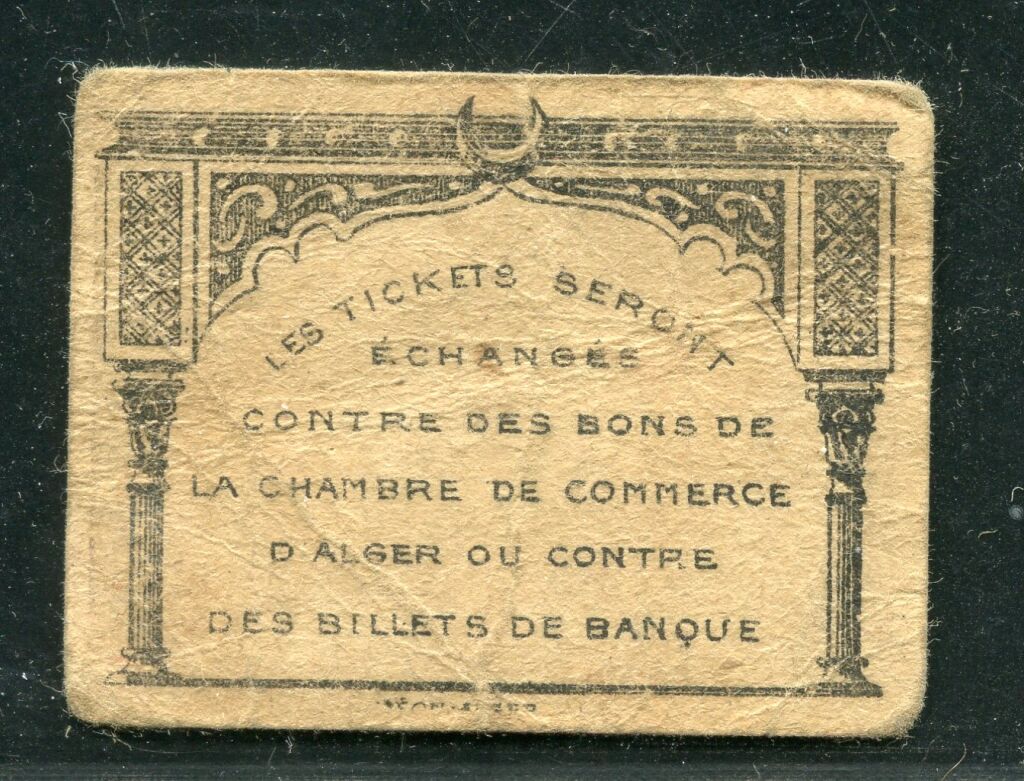 LES TICKETS SERONT
ÉCHANGÉS
CONTRE DES BONS DE
LA CHAMBRE DE COMMERCE
D'ALGER OU CONTRE
DES BILLETS DE BANQUE